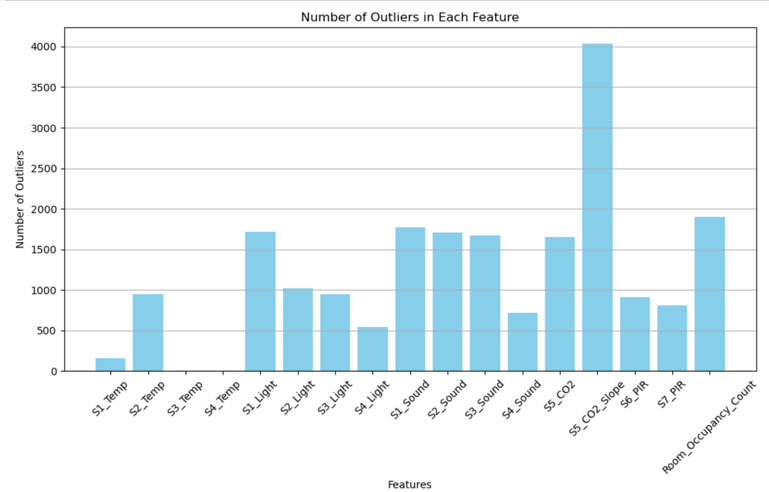 Number of Outliers in Each Feature
4000
3500
3000
2500
2000
1500
1000
500
0
Number of Outliers
S1_Temp
S2_Temp
S3_Temp
S4_Temp
S1_Light
S2_Light
S3_Light
S4_Light
S1_Sound
S2_Sound
S3_Sound
S4_Sound
S5_CO2
S5_CO2_Slope
S6_PIR
S7_PIR
Room_Occupancy_Count
Features